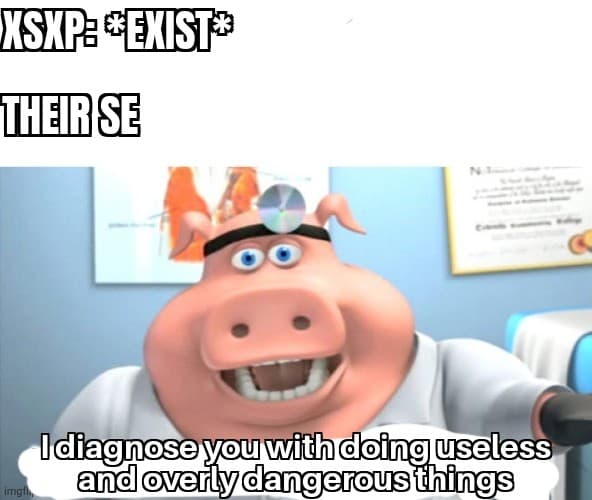 XSXP: *EXIST*
THEIR SE
I diagnose you with doing useless
and overly dangerous things